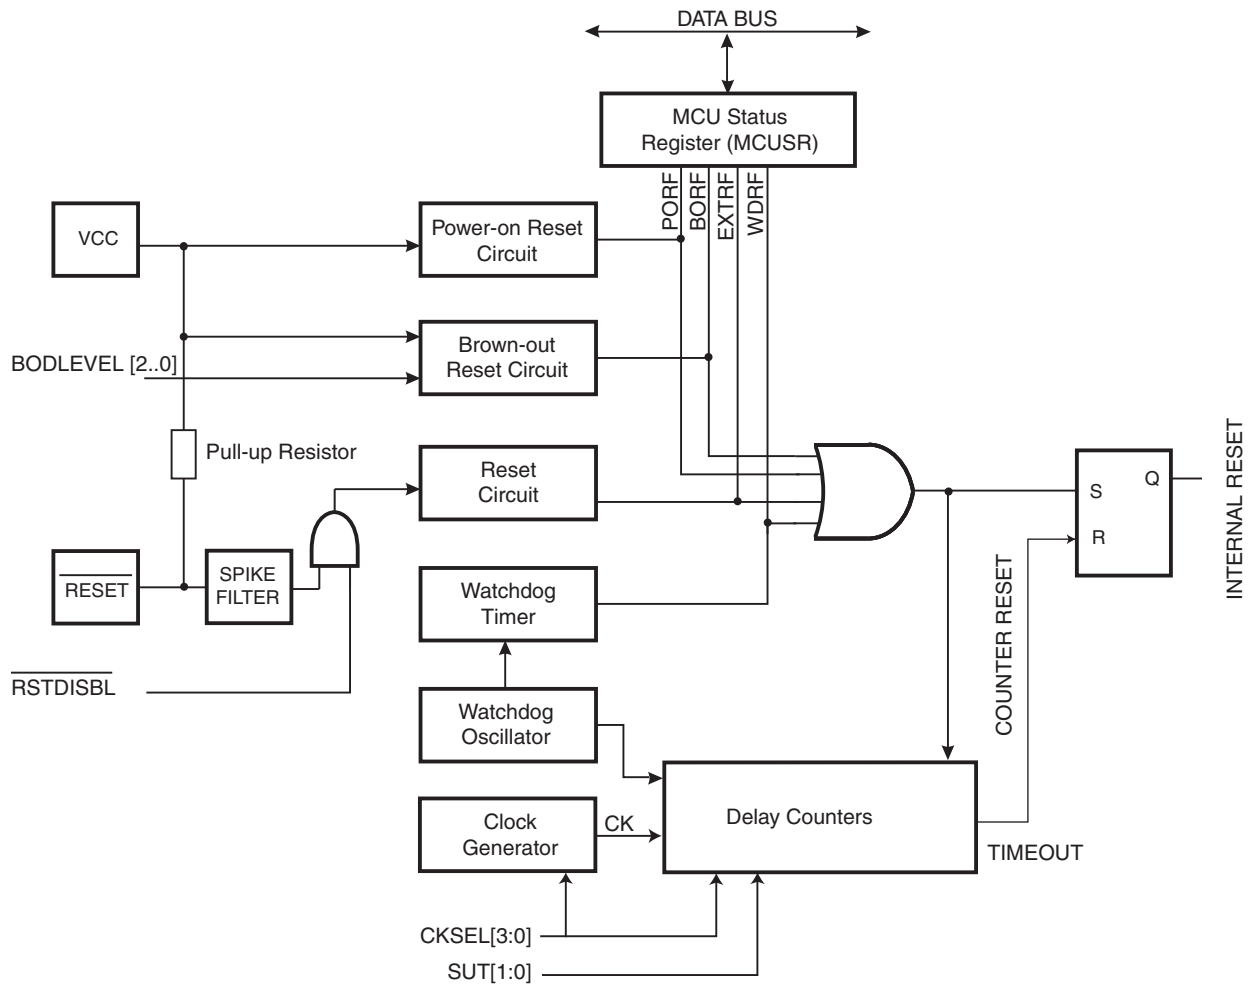 DATA BUS
MCU Status
Register (MCUSR)
PORF
BORF
EXTRF
WDRF
VCC
Power-on Reset
Circuit
Brown-out
Reset Circuit
BODLEVEL [2..0]
Pull-up Resistor
Reset
Circuit
S
Q
R
INTERNAL RESET
RESET
SPIKE
FILTER
Watchdog
Timer
COUNTER RESET
RSTDISBL
Watchdog
Oscillator
Clock
Generator
CK
Delay Counters
TIMEOUT
CKSEL[3:0]
SUT[1:0]